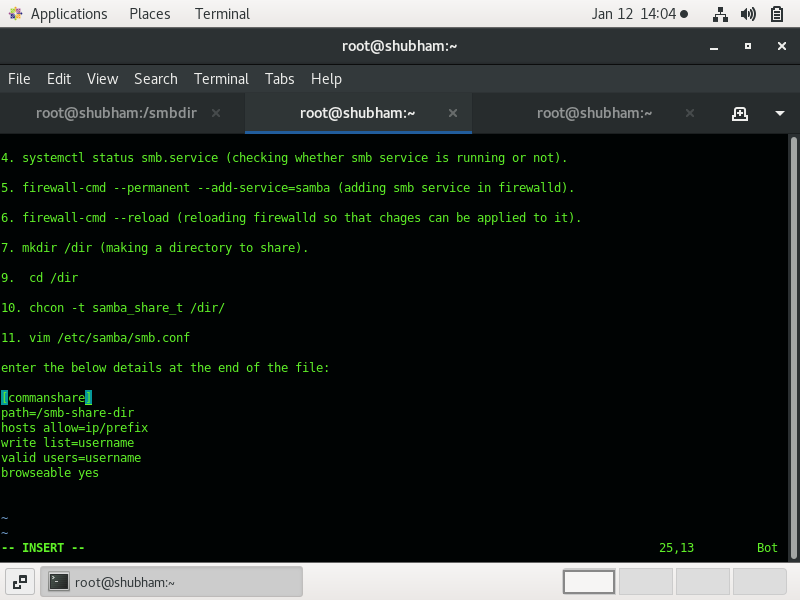 Applications Places Terminal Jan 12 14:04
root@shubham:~
File Edit View Search Terminal Tabs Help
root@shubham:/smbdir root@shubham:~ root@shubham:~
4. systemctl status smb.service (checking whether smb service is running or not).
5. firewall-cmd --permanent --add-service=samba (adding smb service in firewalld).
6. firewall-cmd --reload (reloading firewalld so that chages can be applied to it).
7. mkdir /dir (making a directory to share).
9.  cd /dir
10. chcon -t samba_share_t /dir/
11. vim /etc/samba/smb.conf
enter the below details at the end of the file:
[commanshare]
path=/smb-share-dir
hosts allow=ip/prefix
write list=username
valid users=username
browseable yes
~
~
-- INSERT -- 25,13 Bot
root@shubham:~